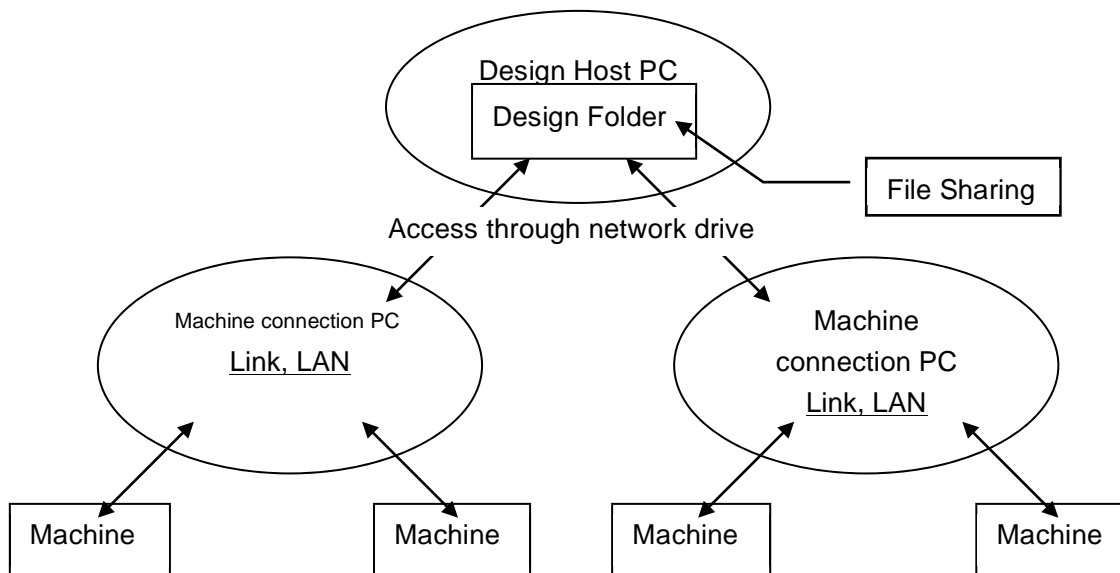 Design Host PC
Design Folder
File Sharing
Access through network drive
Machine connection PC
Link, LAN
Machine
connection PC
Link, LAN
Machine
Machine
Machine
Machine